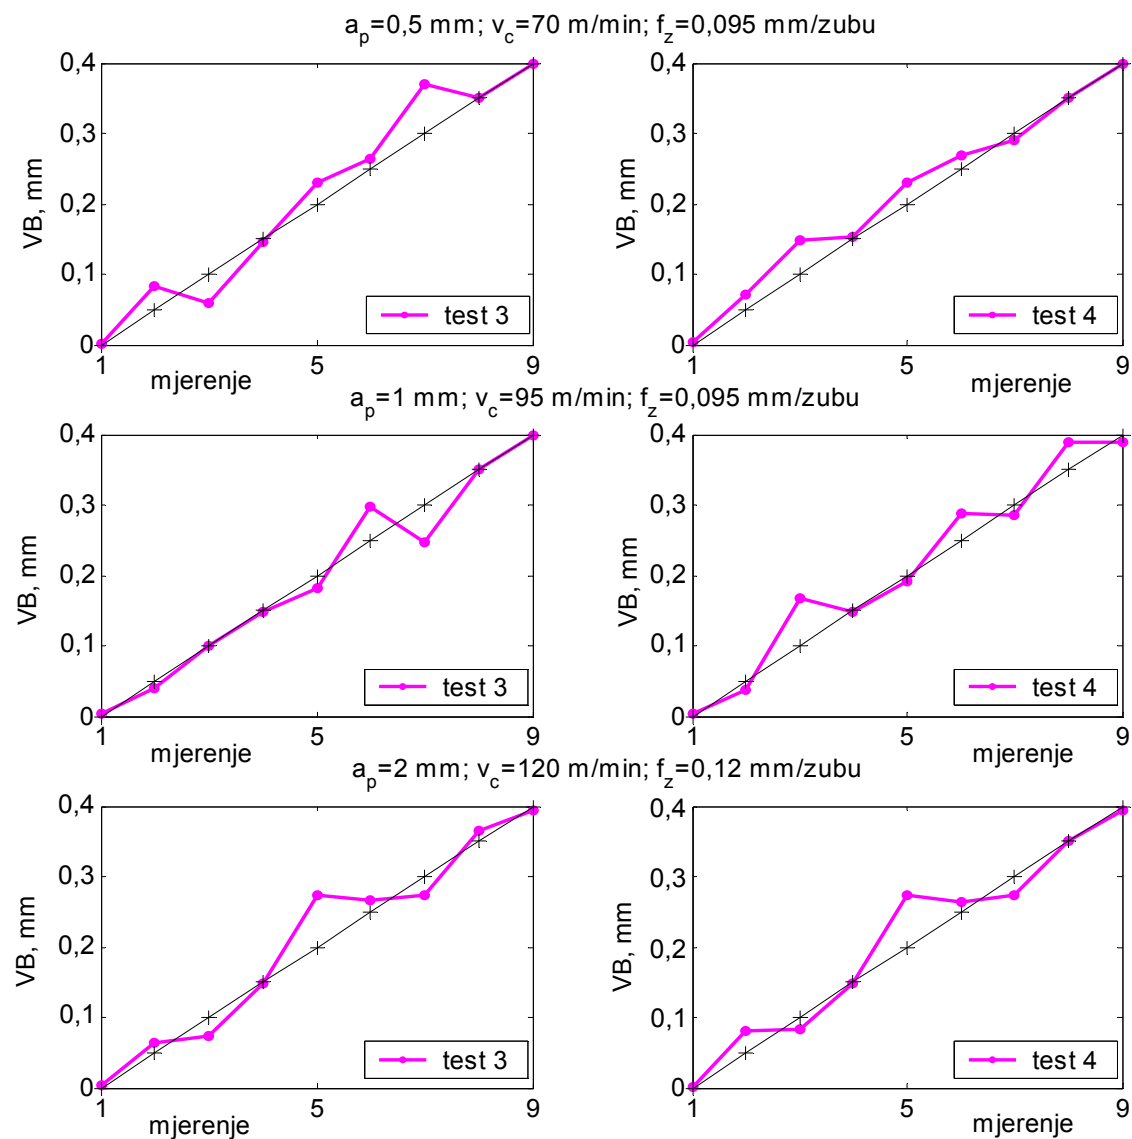 a_p=0,5 mm; v_c=70 m/min; f_z=0,095 mm/zubu
0,4
0,3
0,2
0,1
0
VB, mm
1
5
9
mjerenje
test 3
0,4
0,3
0,2
0,1
0
VB, mm
1
5
9
mjerenje
test 4
a_p=1 mm; v_c=95 m/min; f_z=0,095 mm/zubu
0,4
0,3
0,2
0,1
0
VB, mm
1
5
9
mjerenje
test 3
0,4
0,3
0,2
0,1
0
VB, mm
1
5
9
mjerenje
test 4
a_p=2 mm; v_c=120 m/min; f_z=0,12 mm/zubu
0,4
0,3
0,2
0,1
0
VB, mm
1
5
9
mjerenje
test 3
0,4
0,3
0,2
0,1
0
VB, mm
1
5
9
mjerenje
test 4